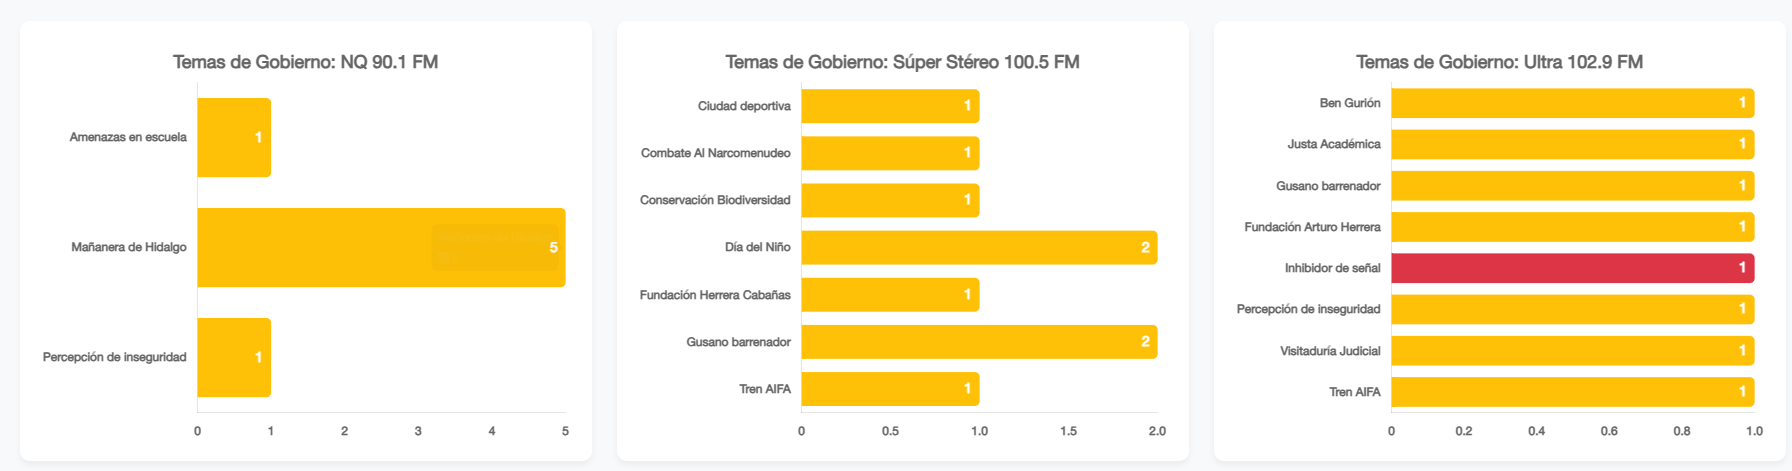 Temas de Gobierno: NQ 90.1 FM
Amenazas en escuela 1
Mañanera de Hidalgo 5
Percepción de inseguridad 1
0 1 2 3 4 5
Temas de Gobierno: Súper Stéreo 100.5 FM
Ciudad deportiva 1
Combate Al Narcomenudeo 1
Conservación Biodiversidad 1
Día del Niño 2
Fundación Herrera Cabañas 1
Gusano barrenador 2
Tren AIFA 1
0 0.5 1.0 1.5 2.0
Temas de Gobierno: Ultra 102.9 FM
Ben Gurión 1
Justa Académica 1
Gusano barrenador 1
Fundación Arturo Herrera 1
Inhibidor de señal 1
Percepción de inseguridad 1
Visitaduría Judicial 1
Tren AIFA 1
0 0.2 0.4 0.6 0.8 1.0